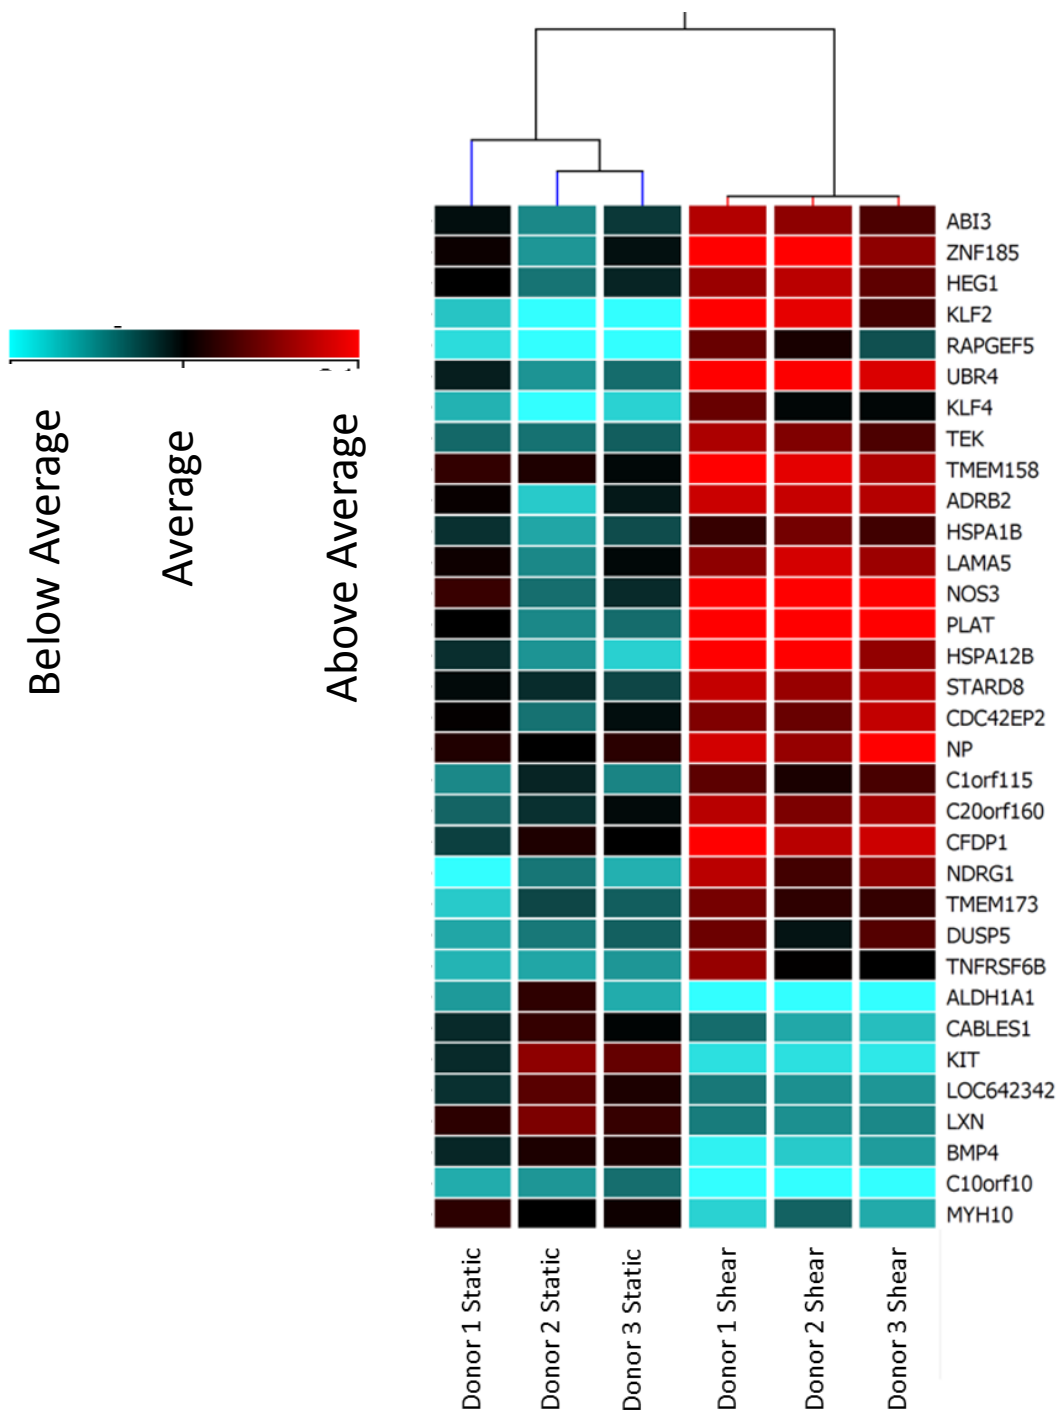 ABI3
ZNF185
HEG1
KLF2
RAPGEF5
UBR4
KLF4
TEK
TMEM158
ADRB2
HSPA1B
LAMA5
NOS3
PLAT
HSPA12B
STARD8
CDC42EP2
NP
C1orf115
C20orf160
CFDP1
NDRG1
TMEM173
DUSP5
TNFRSF6B
ALDH1A1
CABLES1
KIT
LOC642342
LXN
BMP4
C10orf10
MYH10
Below Average
Average
Above Average
Donor 1 Static
Donor 2 Static
Donor 3 Static
Donor 1 Shear
Donor 2 Shear
Donor 3 Shear